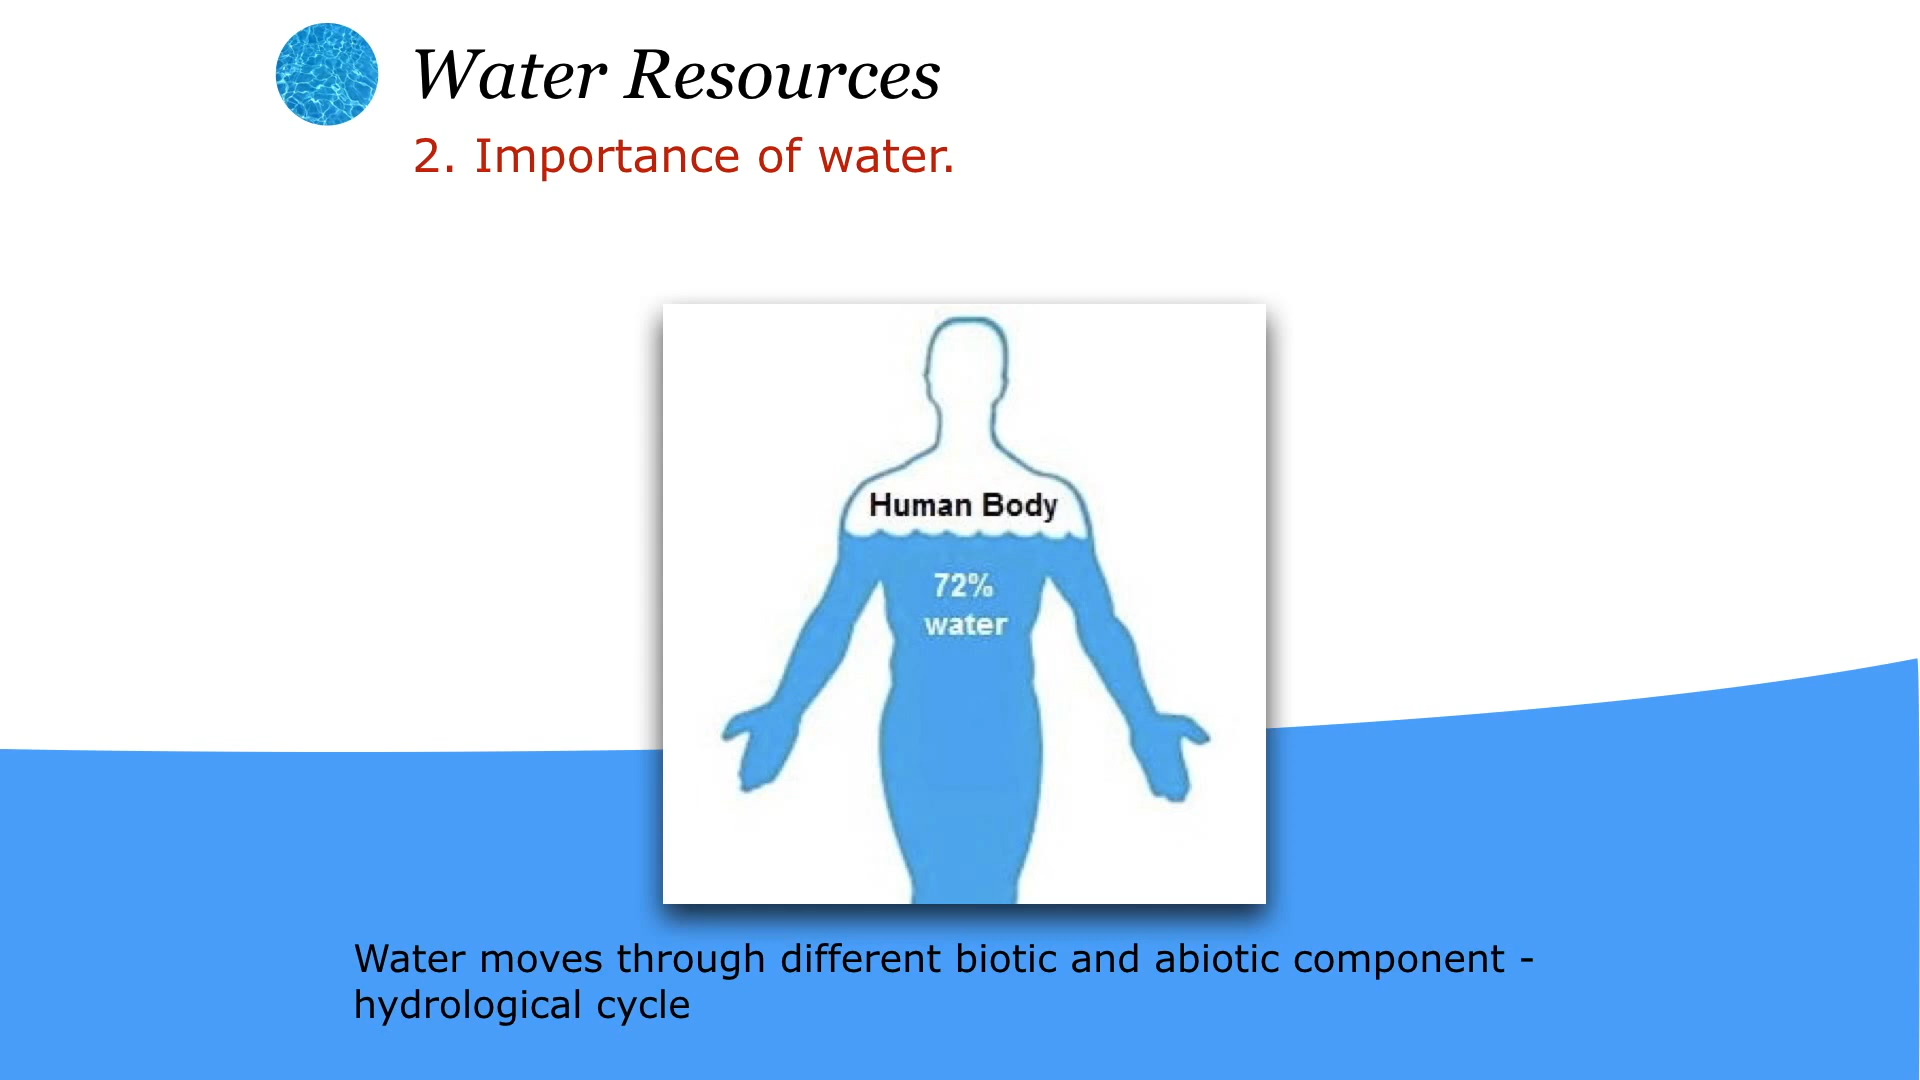 Water Resources
2. Importance of water.
Human Body
72%
water
Water moves through different biotic and abiotic component -
hydrological cycle